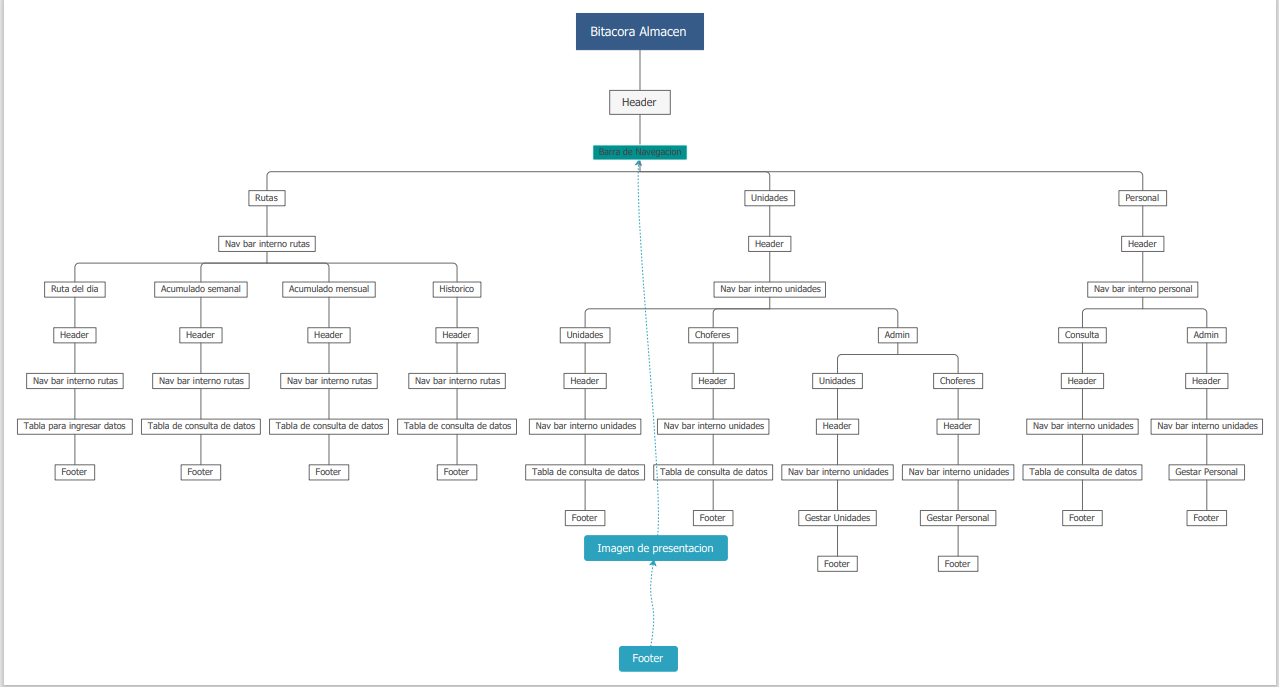 Bitacora Almacen
Header
Barra de Navegacion
Rutas
Unidades
Personal
Nav bar interno rutas
Header
Header
Ruta del dia
Acumulado semanal
Acumulado mensual
Historico
Nav bar interno unidades
Nav bar interno personal
Header
Header
Header
Header
Unidades
Choferes
Admin
Consulta
Admin
Nav bar interno rutas
Nav bar interno rutas
Nav bar interno rutas
Nav bar interno rutas
Header
Header
Unidades
Choferes
Header
Header
Tabla para ingresar datos
Tabla de consulta de datos
Tabla de consulta de datos
Tabla de consulta de datos
Nav bar interno unidades
Nav bar interno unidades
Header
Header
Nav bar interno unidades
Nav bar interno unidades
Footer
Footer
Footer
Footer
Tabla de consulta de datos
Tabla de consulta de datos
Nav bar interno unidades
Nav bar interno unidades
Tabla de consulta de datos
Gestar Personal
Footer
Footer
Gestar Unidades
Gestar Personal
Footer
Footer
Imagen de presentacion
Footer
Footer
Footer